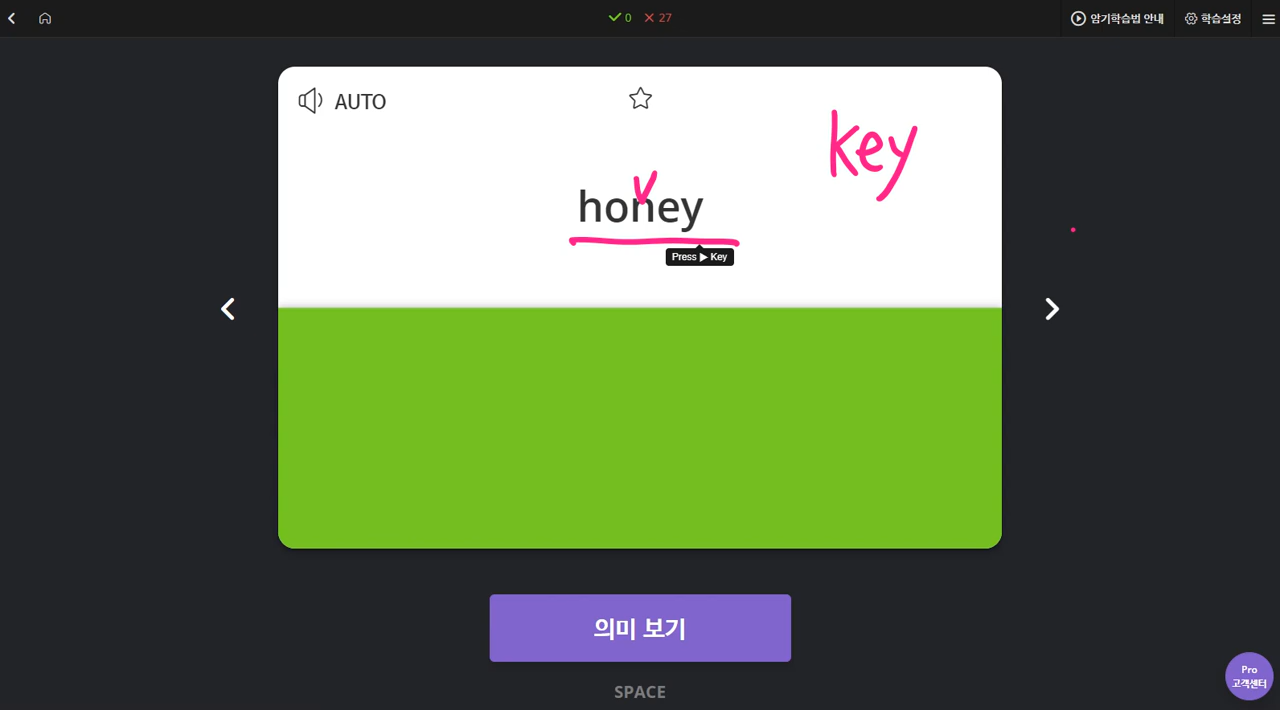 0 27 암기학습법 안내 학습설정
AUTO
key
honey
v
Press ▶ Key
의미 보기
SPACE
Pro
고객센터